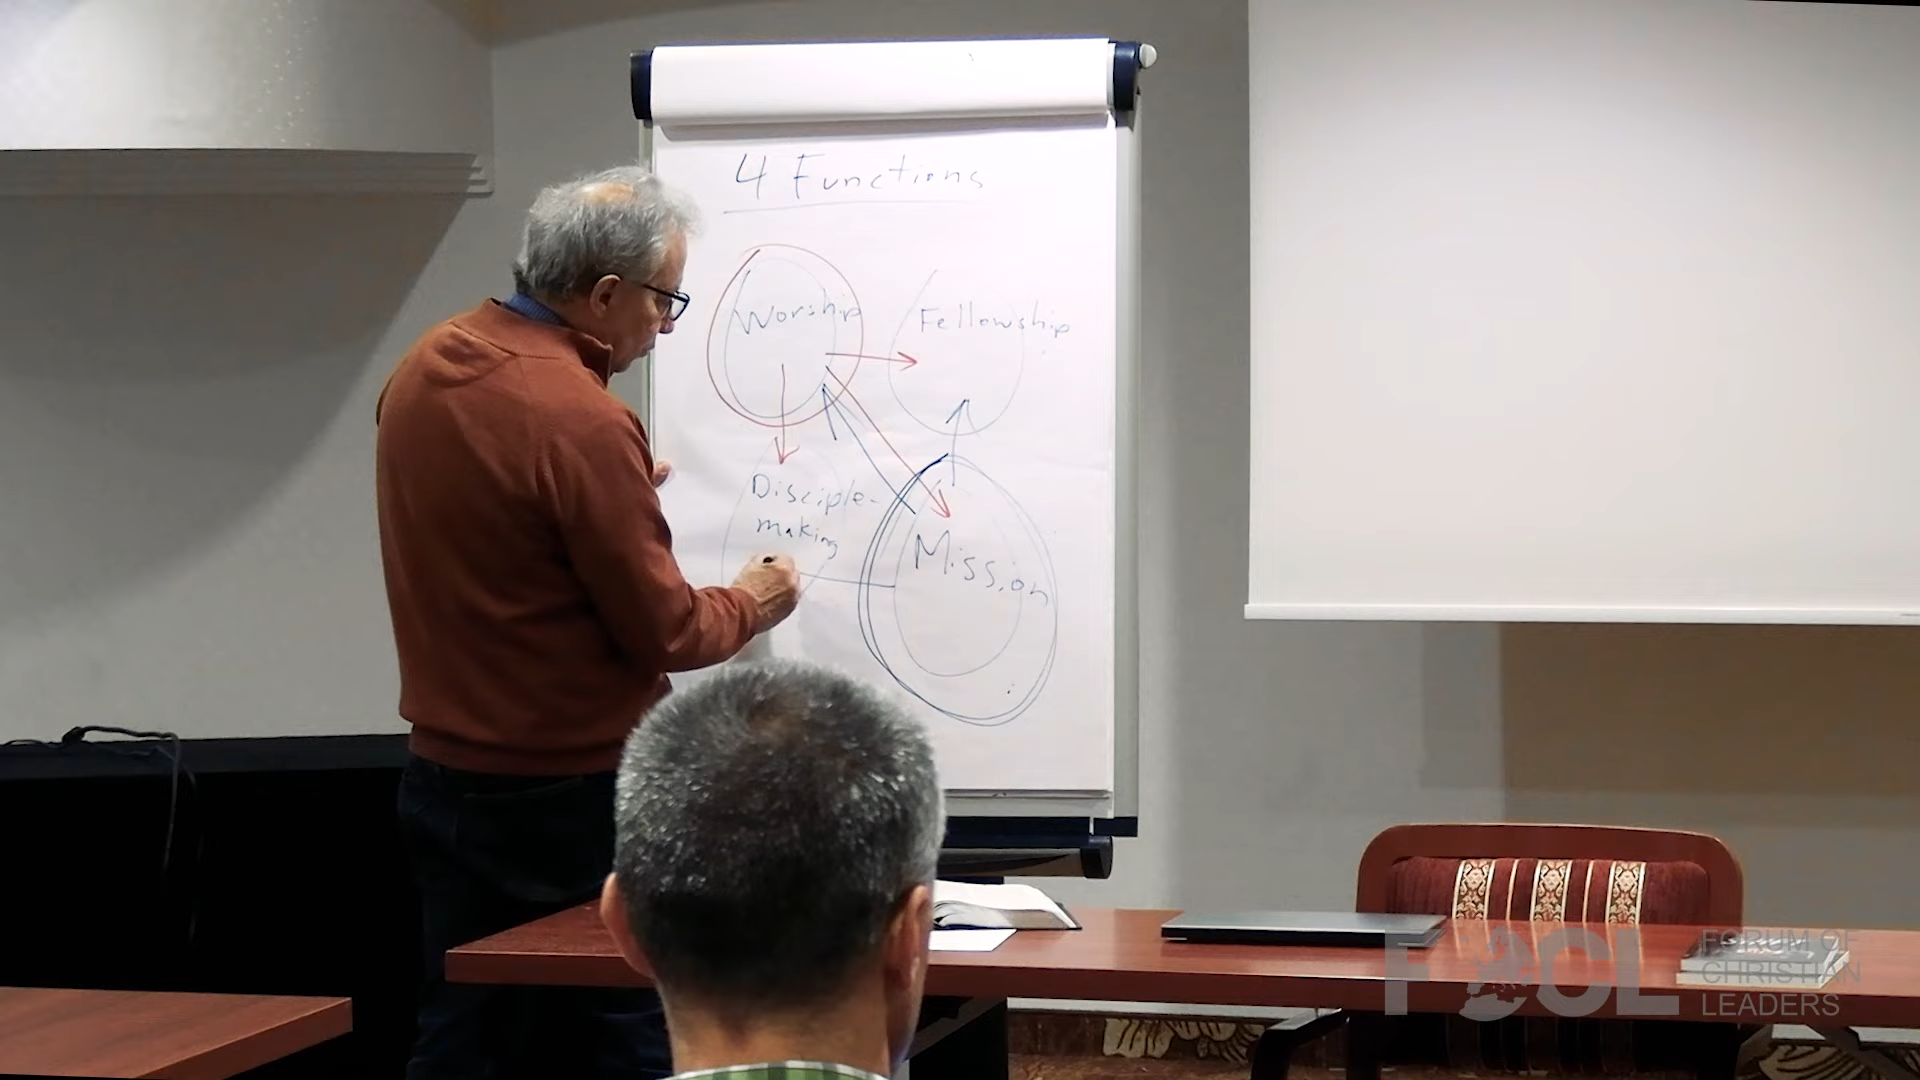 4 Functions
Worship
Fellowship
Disciple-
making
Mission
FOCL
FORUM OF
CHRISTIAN
LEADERS